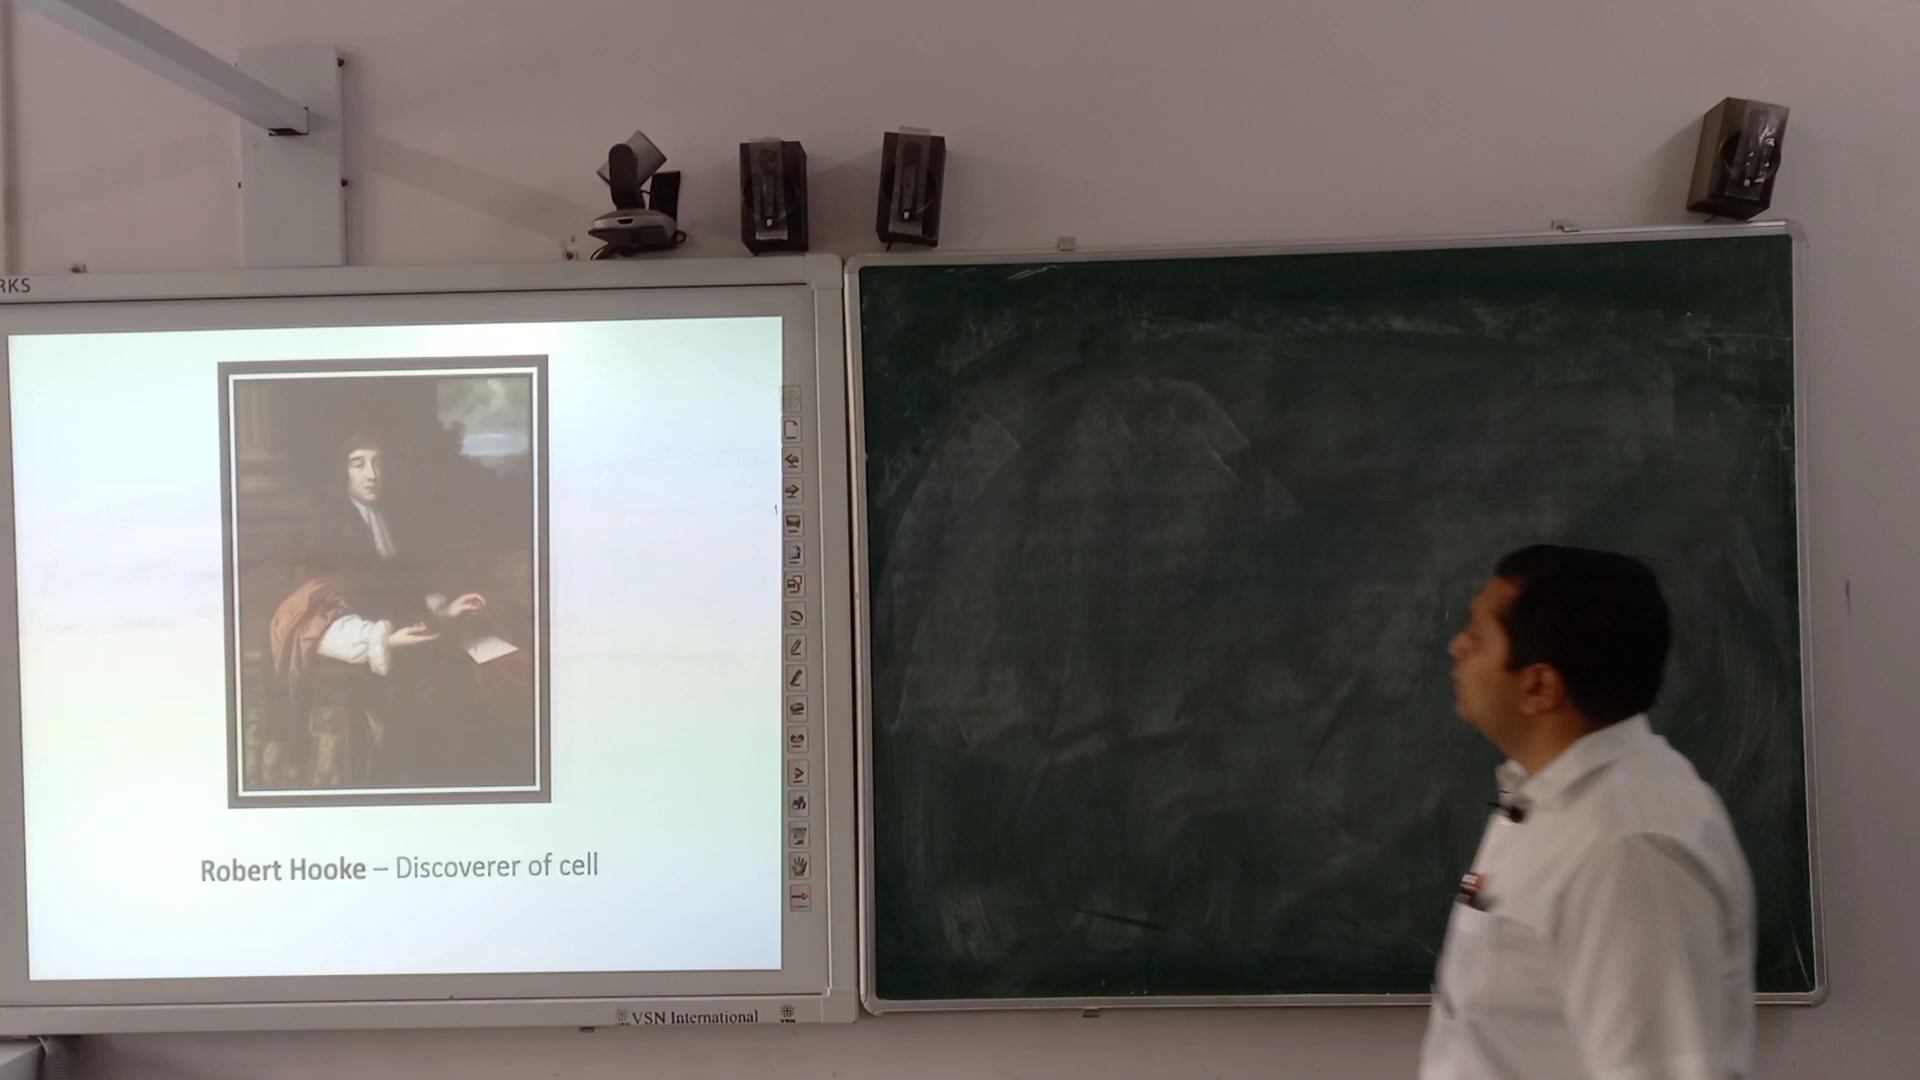 RKS
Robert Hooke – Discoverer of cell
VSN International